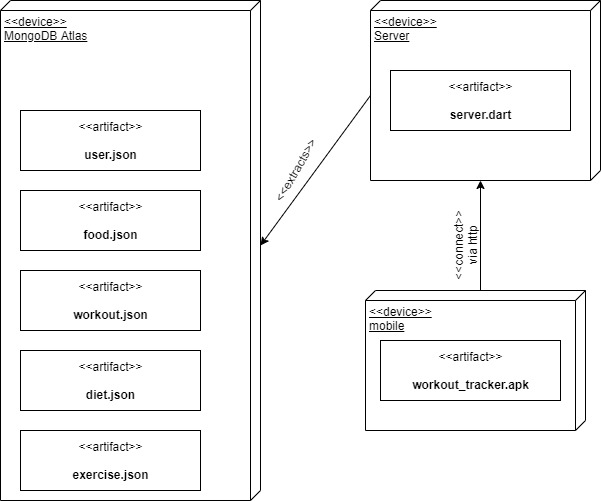 <<device>>
MongoDB Atlas
<<artifact>>
user.json
<<artifact>>
food.json
<<artifact>>
workout.json
<<artifact>>
diet.json
<<artifact>>
exercise.json
<<extracts>>
<<device>>
Server
<<artifact>>
server.dart
<<connect>>
via http
<<device>>
mobile
<<artifact>>
workout_tracker.apk